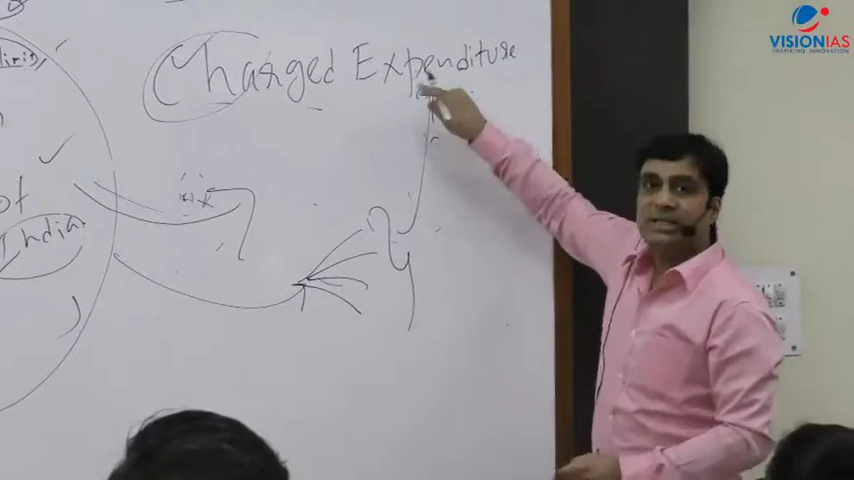 VISIONIAS
INSPIRING INNOVATION
Charged Expenditure
of
India